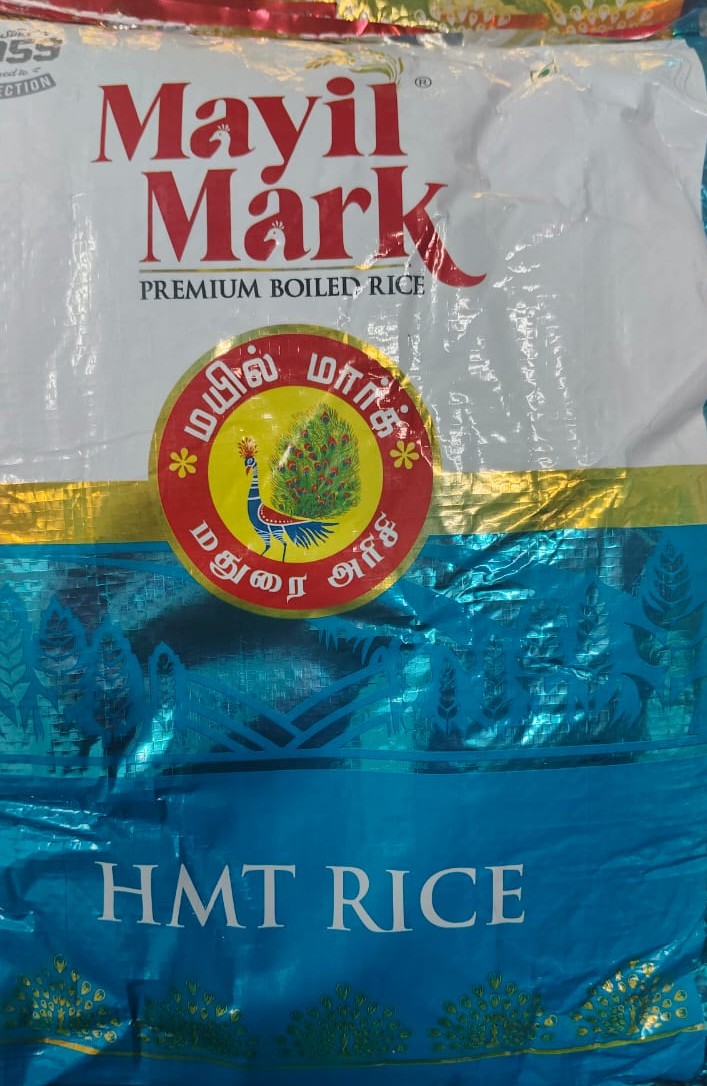 Mayil
Mark
®
PREMIUM BOILED RICE
மயில் மார்க்
மதுரை அரிசி
HMT RICE